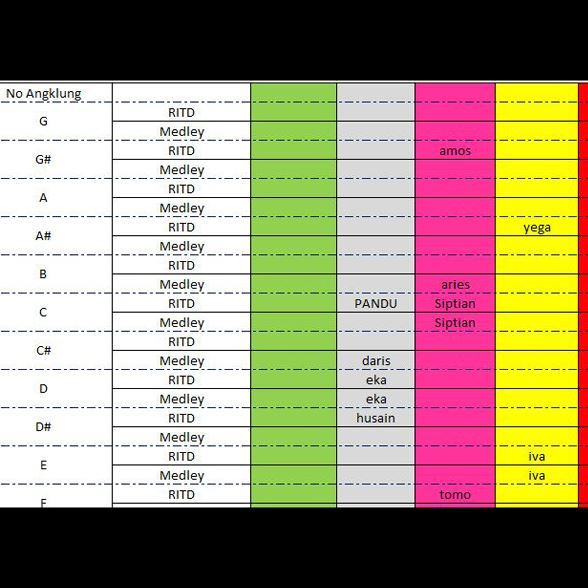 No Angklung
G RITD
Medley
G# RITD amos
Medley
A RITD
Medley
A# RITD yega
Medley
B RITD
Medley aries
C RITD PANDU Siptian
Medley Siptian
C# RITD
Medley daris
D RITD eka
Medley eka
D# RITD husain
Medley
E RITD iva
Medley iva
F RITD tomo